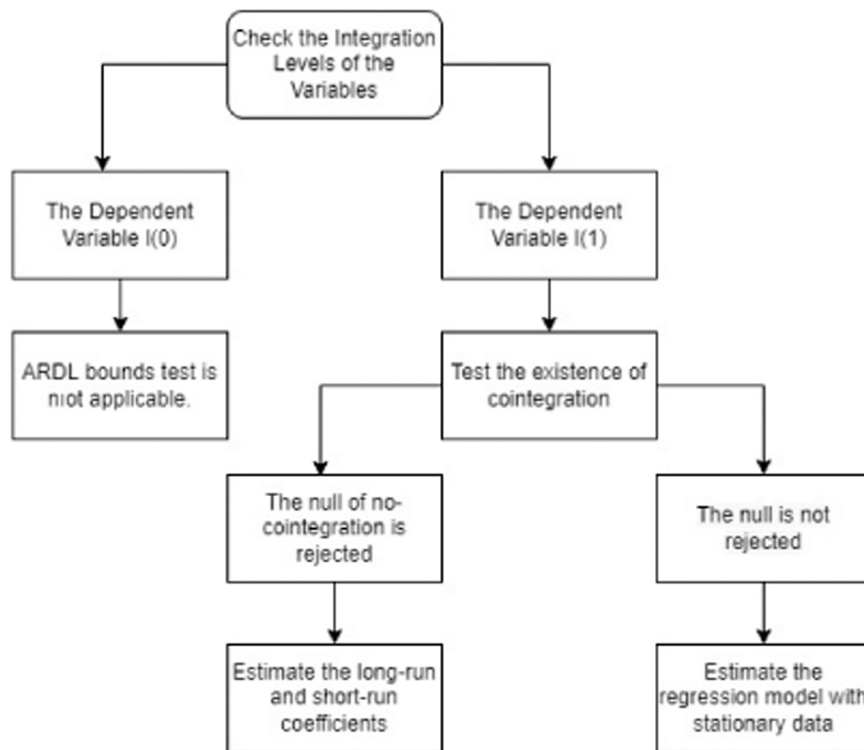 Check the Integration
Levels of the
Variables
The Dependent
Variable I(0)
The Dependent
Variable I(1)
ARDL bounds test is
not applicable.
Test the existence of
cointegration
The null of no-
cointegration is
rejected
The null is not
rejected
Estimate the long-run
and short-run
coefficients
Estimate the
regression model with
stationary data